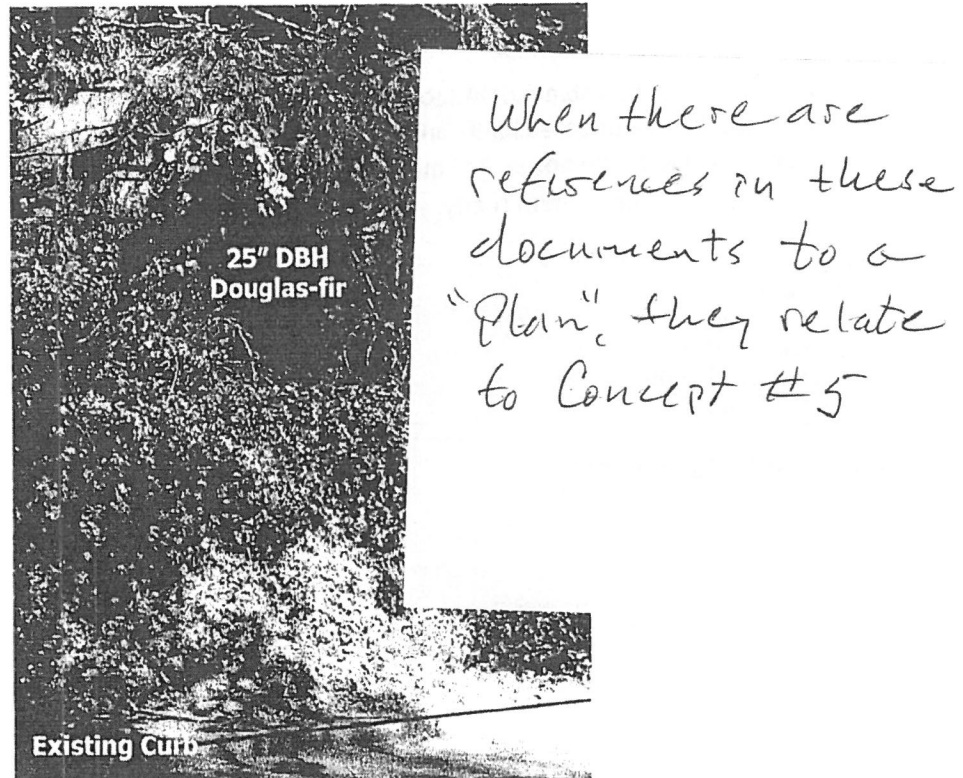 25" DBH
Douglas-fir
Existing Curb
When there are
references in these
documents to a
"Plan", they relate
to Concept #5